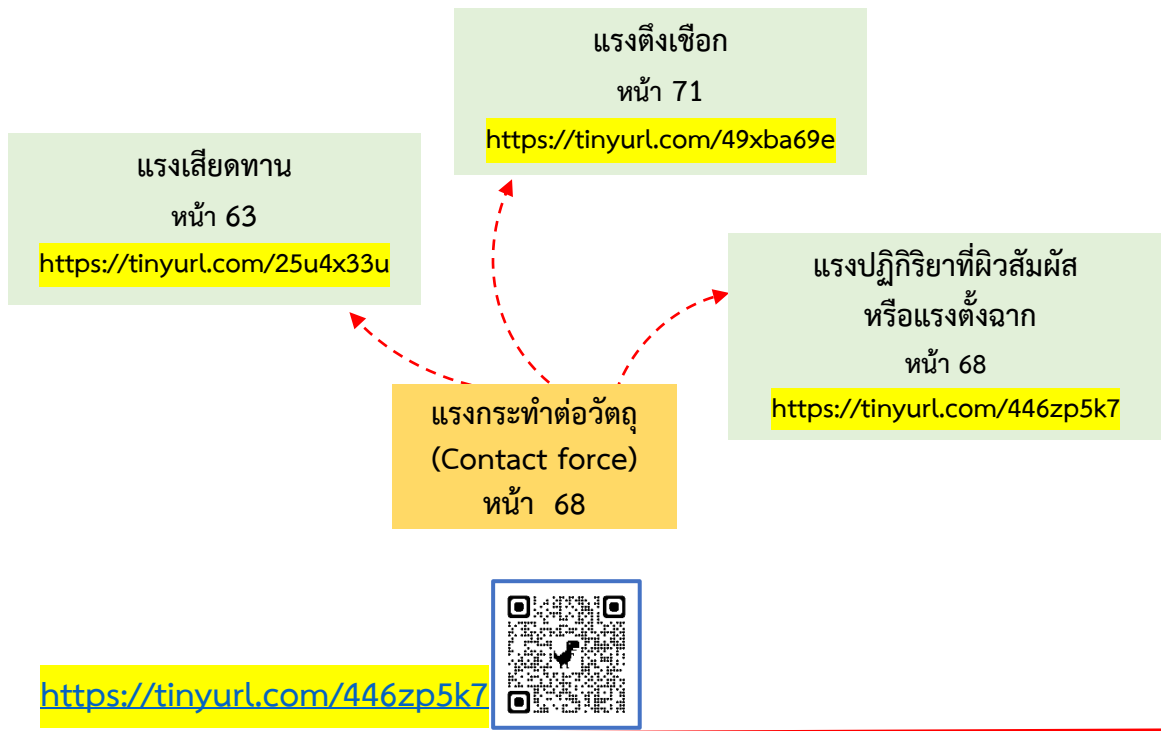 แรงตึงเชือก
หน้า 71
https://tinyurl.com/49xba69e
แรงเสียดทาน
หน้า 63
https://tinyurl.com/25u4x33u
แรงปฏิกิริยาที่ผิวสัมผัส
หรือแรงตั้งฉาก
หน้า 68
https://tinyurl.com/446zp5k7
แรงกระทำต่อวัตถุ
(Contact force)
หน้า 68
https://tinyurl.com/446zp5k7